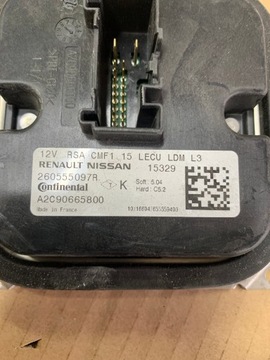 12V RSA CMF1.15 LECU LDM L3
RENAULT NISSAN 15329
260555097R
Continental K Soft: 5.04
Hard: C5.2
A2C90665800
Made in France